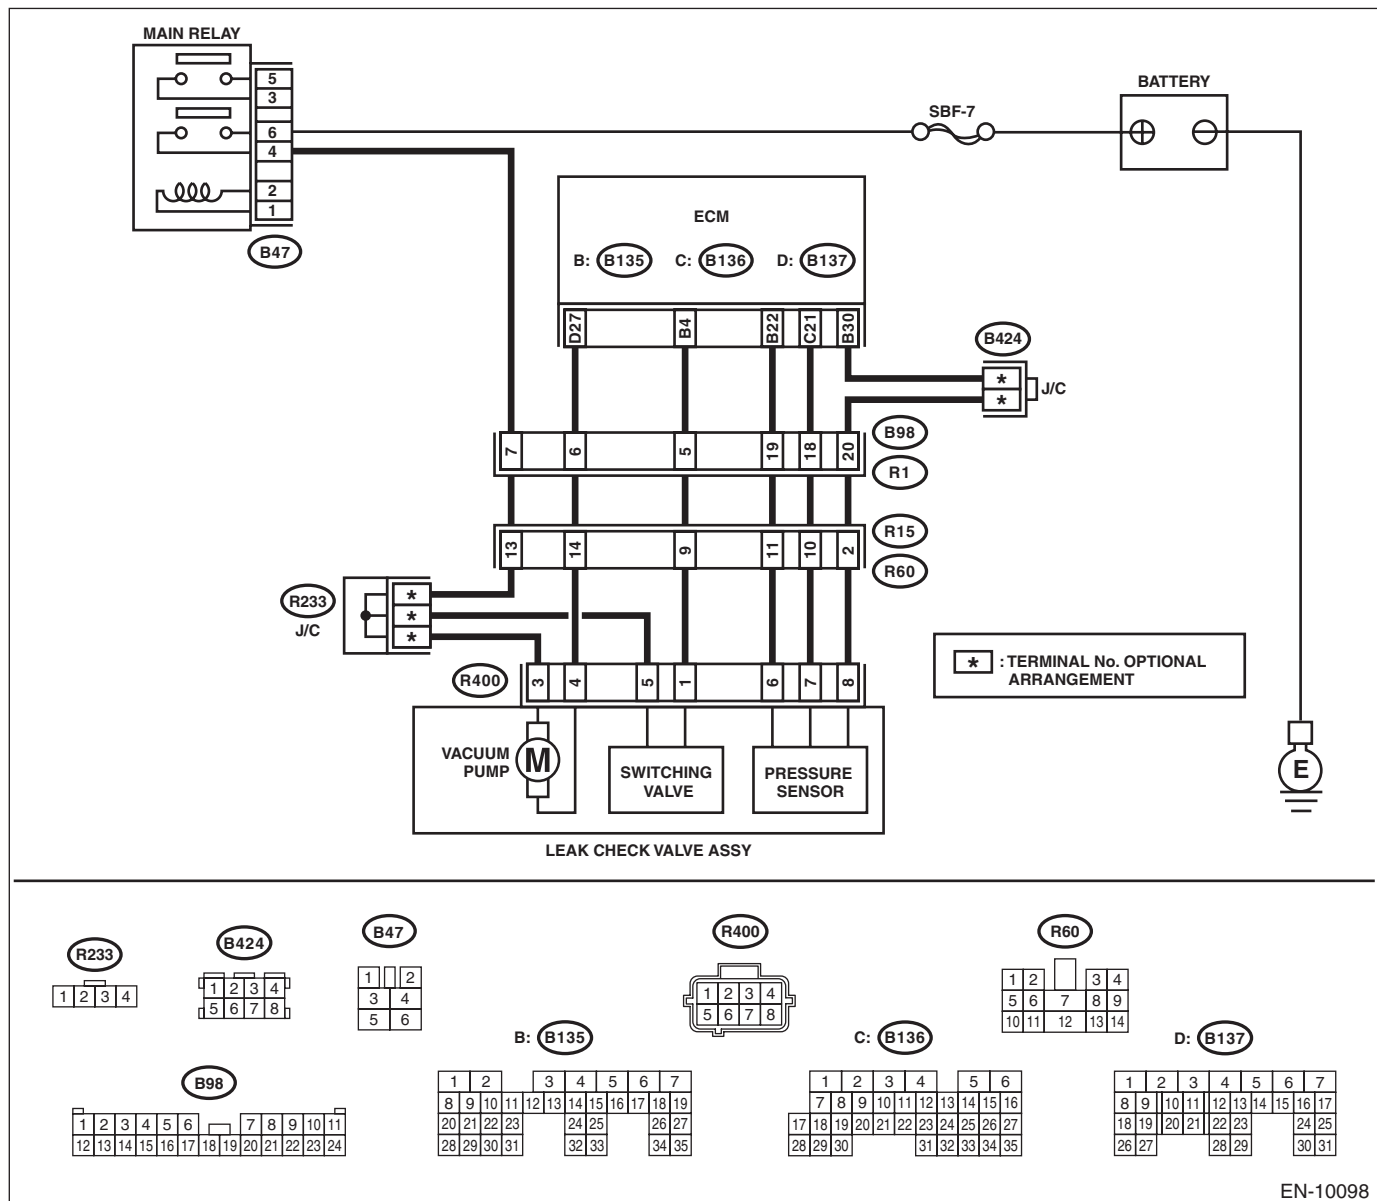 MAIN RELAY
5
3
6
4
2
1
B47
SBF-7
BATTERY
ECM
B: B135 C: B136 D: B137
D27 B4 B22 C21 B30
B424
*
*
J/C
7 6 5 19 18 20
B98
R1
13 14 9 11 10 2
R15
R60
R233
J/C
*
*
*
R400
3 4 5 1 6 7 8
* : TERMINAL No. OPTIONAL
ARRANGEMENT
VACUUM
PUMP
M
SWITCHING
VALVE
PRESSURE
SENSOR
E
LEAK CHECK VALVE ASSY
R233
1 2 3 4
B424
1 2 3 4
5 6 7 8
B47
1 2
3 4
5 6
R400
1 2 3 4
5 6 7 8
R60
1 2 3 4
5 6 7 8 9
10 11 12 13 14
B98
1 2 3 4 5 6 7 8 9 10 11
12 13 14 15 16 17 18 19 20 21 22 23 24
B: B135
1 2 3 4 5 6 7
8 9 10 11 12 13 14 15 16 17 18 19
20 21 22 23 24 25 26 27
28 29 30 31 32 33 34 35
C: B136
1 2 3 4 5 6
7 8 9 10 11 12 13 14 15 16
17 18 19 20 21 22 23 24 25 26 27
28 29 30 31 32 33 34 35
D: B137
1 2 3 4 5 6 7
8 9 10 11 12 13 14 15 16 17
18 19 20 21 22 23 24 25
26 27 28 29 30 31
EN-10098